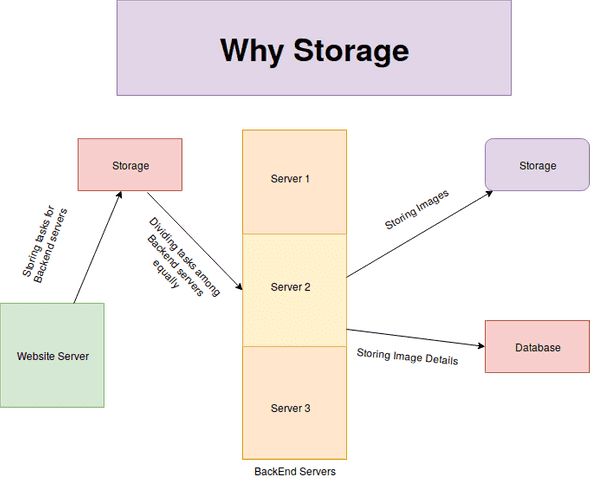 Why Storage
Storage
Server 1
Storage
Storing Images
Storing tasks for
Backend servers
Dividing tasks among
Backend servers
equally
Server 2
Website Server
Storing Image Details
Database
Server 3
BackEnd Servers